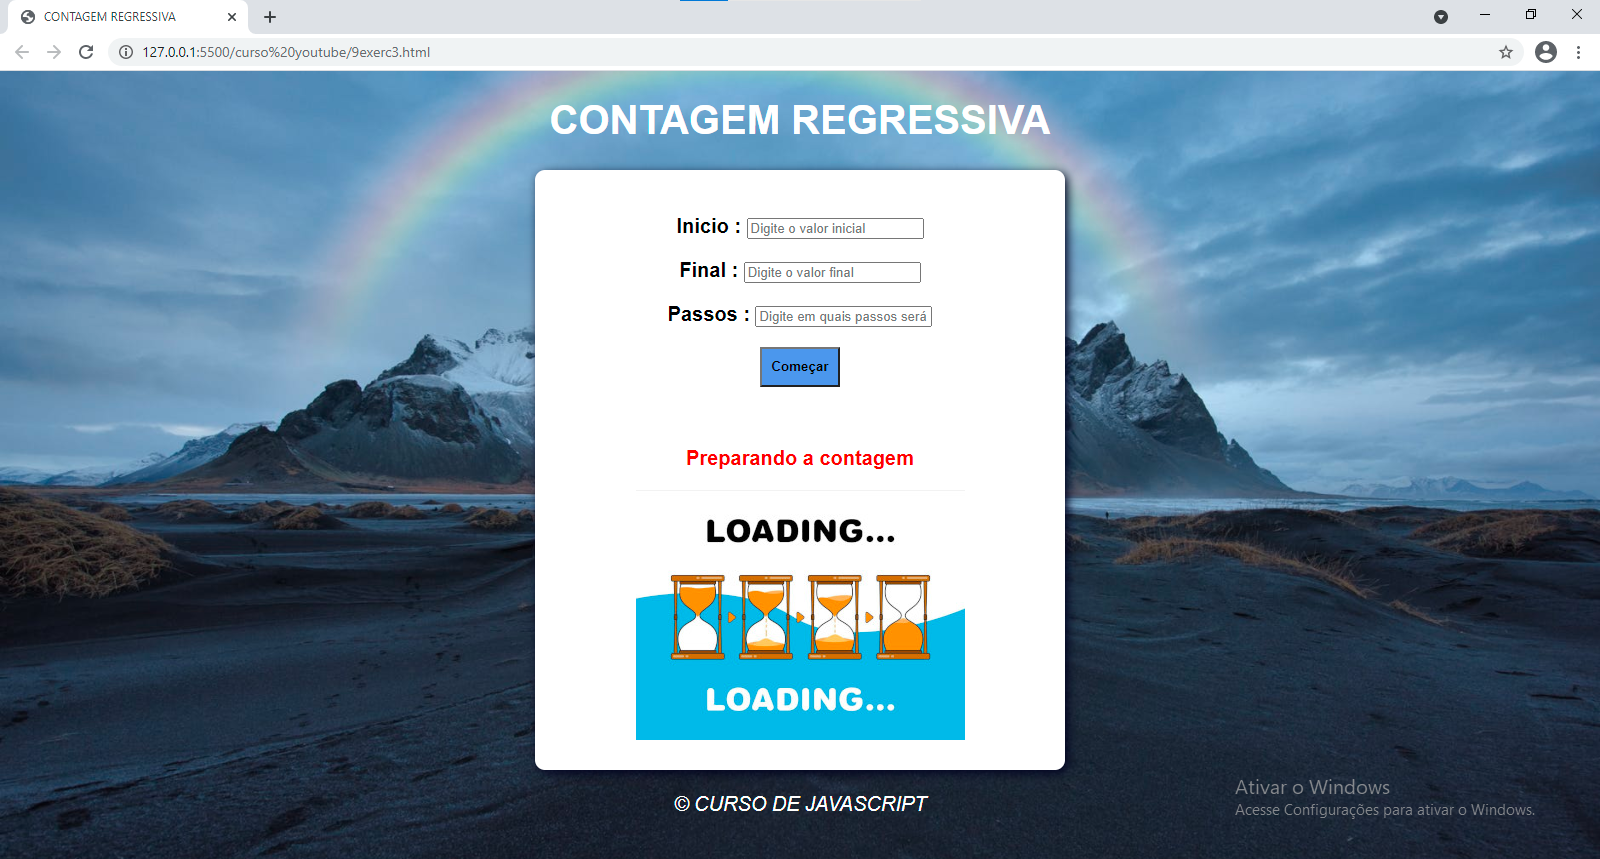 CONTAGEM REGRESSIVA
127.0.0.1:5500/curso%20youtube/9exerc3.html
CONTAGEM REGRESSIVA
Inicio : Digite o valor inicial
Final : Digite o valor final
Passos : Digite em quais passos será
Começar
Preparando a contagem
LOADING...
LOADING...
© CURSO DE JAVASCRIPT
Ativar o Windows
Acesse Configurações para ativar o Windows.